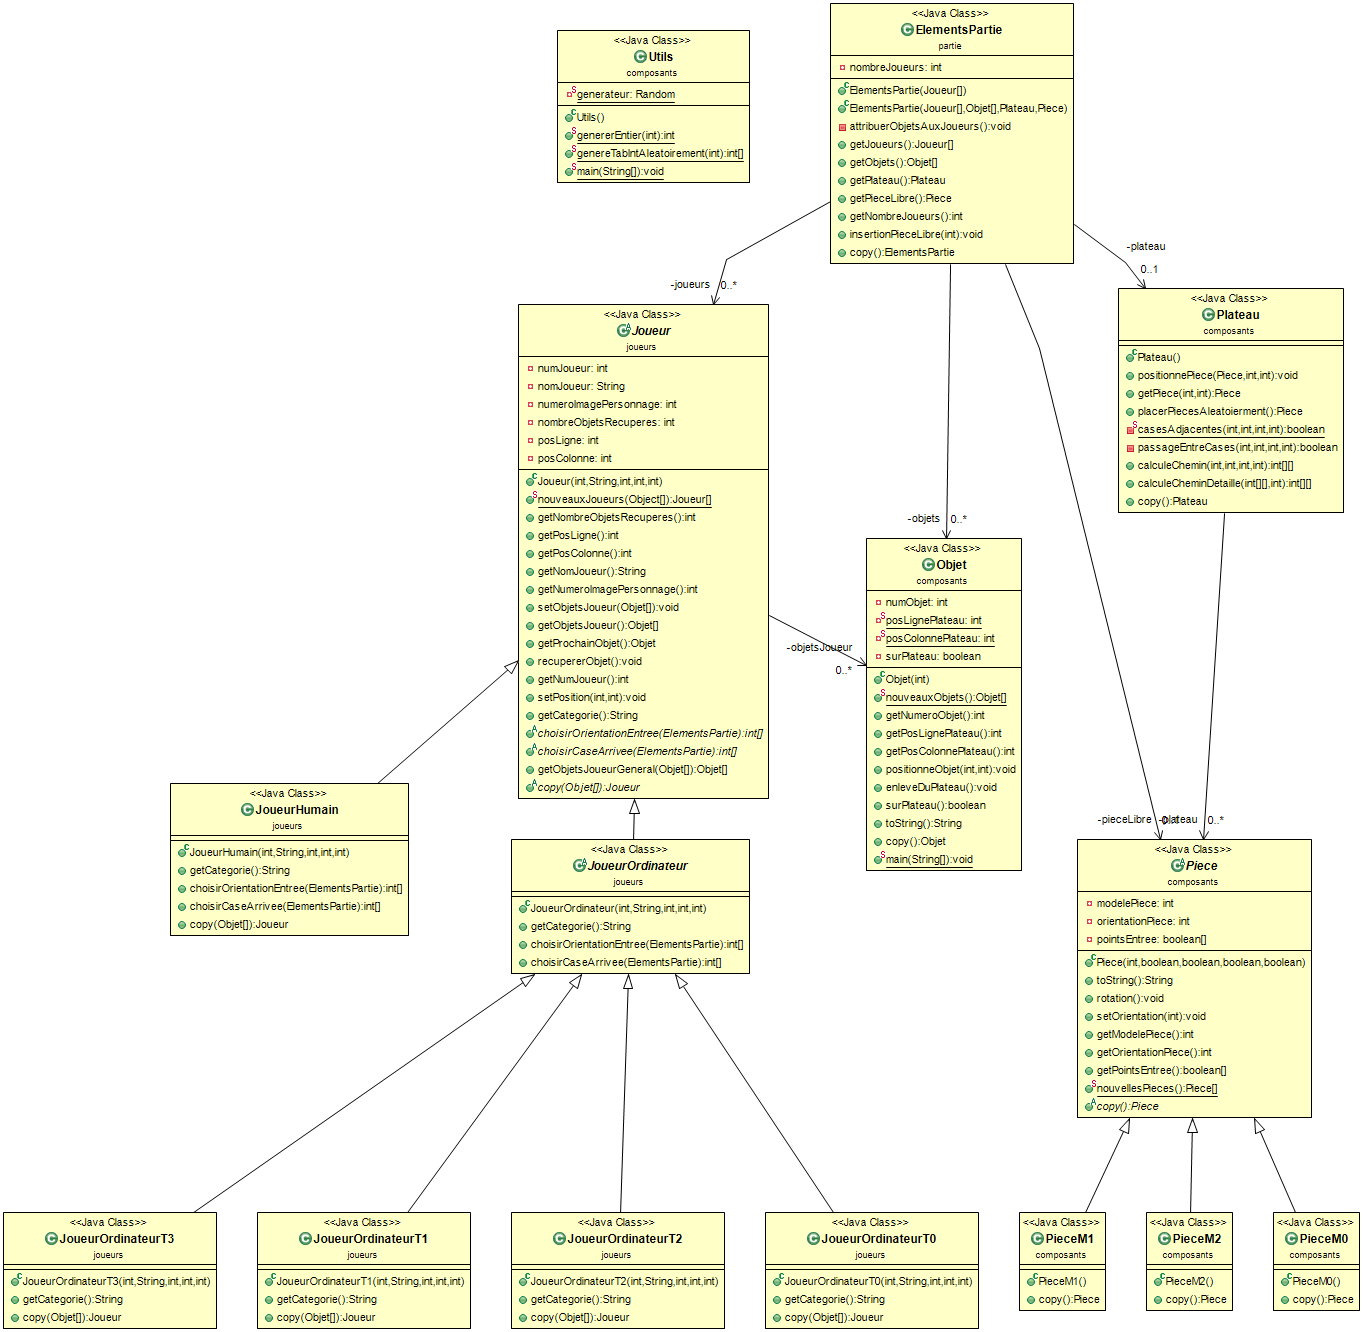 <<Java Class>>
ElementsPartie
partie
nombreJoueurs: int
ElementsPartie(Joueur[])
ElementsPartie(Joueur[],Objet[],Plateau,Piece)
attribuerObjetsAuxJoueurs():void
getJoueurs():Joueur[]
getObjets():Objet[]
getPlateau():Plateau
getPieceLibre():Piece
getNombreJoueurs():int
insertionPieceLibre(int):void
copy():ElementsPartie
<<Java Class>>
Utils
composants
generateur: Random
Utils()
genererEntier(int):int
genereTabIntAleatoirement(int):int[]
main(String[]):void
-joueurs
0..*
-plateau
0..1
-objets
0..*
<<Java Class>>
Joueur
joueurs
numJoueur: int
nomJoueur: String
numeroImagePersonnage: int
nombreObjetsRecuperes: int
posLigne: int
posColonne: int
Joueur(int,String,int,int,int)
nouveauxJoueurs(Object[]):Joueur[]
getNombreObjetsRecuperes():int
getPosLigne():int
getPosColonne():int
getNomJoueur():String
getNumeroImagePersonnage():int
setObjetsJoueur(Objet[]):void
getObjetsJoueur():Objet[]
getProchainObjet():Objet
recupererObjet():void
getNumJoueur():int
setPosition(int,int):void
getCategorie():String
choisirOrientationEntree(ElementsPartie):int[]
choisirCaseArrivee(ElementsPartie):int[]
getObjetsJoueurGeneral(Objet[]):Objet[]
copy(Objet[]):Joueur
<<Java Class>>
Plateau
composants
Plateau()
positionnePiece(Piece,int,int):void
getPiece(int,int):Piece
placerPiecesAleatoierment():Piece
casesAdjacentes(int,int,int,int):boolean
passageEntreCases(int,int,int,int):boolean
calculeChemin(int,int,int,int):int[][]
calculeCheminDetaille(int[][],int):int[][]
copy():Plateau
-objetsJoueur
0..*
<<Java Class>>
Objet
composants
numObjet: int
posLignePlateau: int
posColonnePlateau: int
surPlateau: boolean
Objet(int)
nouveauxObjets():Objet[]
getNumeroObjet():int
getPosLignePlateau():int
getPosColonnePlateau():int
positionneObjet(int,int):void
enleveDuPlateau():void
surPlateau():boolean
toString():String
copy():Objet
main(String[]):void
<<Java Class>>
JoueurHumain
joueurs
JoueurHumain(int,String,int,int,int)
getCategorie():String
choisirOrientationEntree(ElementsPartie):int[]
choisirCaseArrivee(ElementsPartie):int[]
copy(Objet[]):Joueur
<<Java Class>>
JoueurOrdinateur
joueurs
JoueurOrdinateur(int,String,int,int,int)
getCategorie():String
choisirOrientationEntree(ElementsPartie):int[]
choisirCaseArrivee(ElementsPartie):int[]
-pieceLibre
-plateau
0..*
<<Java Class>>
Piece
composants
modelePiece: int
orientationPiece: int
pointsEntree: boolean[]
Piece(int,boolean,boolean,boolean,boolean)
toString():String
rotation():void
setOrientation(int):void
getModelePiece():int
getOrientationPiece():int
getPointsEntree():boolean[]
nouvellesPieces():Piece[]
copy():Piece
<<Java Class>>
JoueurOrdinateurT3
joueurs
JoueurOrdinateurT3(int,String,int,int,int)
getCategorie():String
copy(Objet[]):Joueur
<<Java Class>>
JoueurOrdinateurT1
joueurs
JoueurOrdinateurT1(int,String,int,int,int)
getCategorie():String
copy(Objet[]):Joueur
<<Java Class>>
JoueurOrdinateurT2
joueurs
JoueurOrdinateurT2(int,String,int,int,int)
getCategorie():String
copy(Objet[]):Joueur
<<Java Class>>
JoueurOrdinateurT0
joueurs
JoueurOrdinateurT0(int,String,int,int,int)
getCategorie():String
copy(Objet[]):Joueur
<<Java Class>>
PieceM1
composants
PieceM1()
copy():Piece
<<Java Class>>
PieceM2
composants
PieceM2()
copy():Piece
<<Java Class>>
PieceM0
composants
PieceM0()
copy():Piece